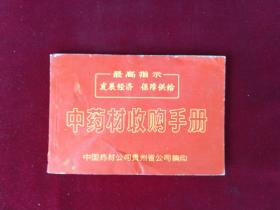 最高指示
发展经济 保障供给
中药材收购手册
中国药材公司贵州省公司编印